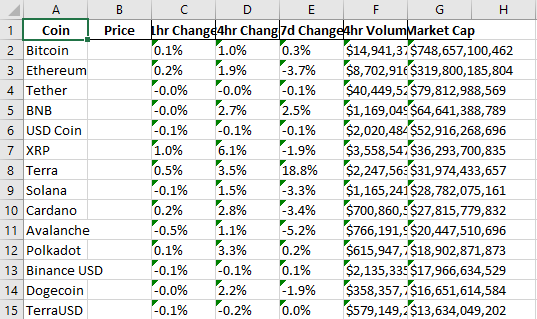 A B C D E F G H
1 Coin Price 1hr Change 4hr Chang 7d Change 4hr Volum Market Cap
2 Bitcoin 0.1% 1.0% 0.3% $14,941,37 $748,657,100,462
3 Ethereum 0.2% 1.9% -3.7% $8,702,916 $319,800,185,804
4 Tether -0.0% -0.0% -0.1% $40,449,52 $79,812,988,569
5 BNB -0.0% 2.7% 2.5% $1,169,049 $64,641,388,789
6 USD Coin -0.1% -0.1% -0.1% $2,020,484 $52,916,268,696
7 XRP 1.0% 6.1% -1.9% $3,558,547 $36,293,700,835
8 Terra 0.5% 3.5% 18.8% $2,247,563 $31,974,433,657
9 Solana -0.1% 1.5% -3.3% $1,165,241 $28,782,075,161
10 Cardano 0.2% 2.8% -3.4% $700,860,5 $27,815,779,832
11 Avalanche -0.5% 1.1% -5.2% $766,191,9 $20,447,510,696
12 Polkadot 0.1% 3.3% 0.2% $615,947,7 $18,902,871,873
13 Binance USD -0.1% -0.1% 0.1% $2,135,335 $17,966,634,529
14 Dogecoin -0.0% 2.2% -1.9% $358,357,7 $16,651,614,584
15 TerraUSD -0.1% -0.2% 0.0% $579,149,2 $13,634,049,202